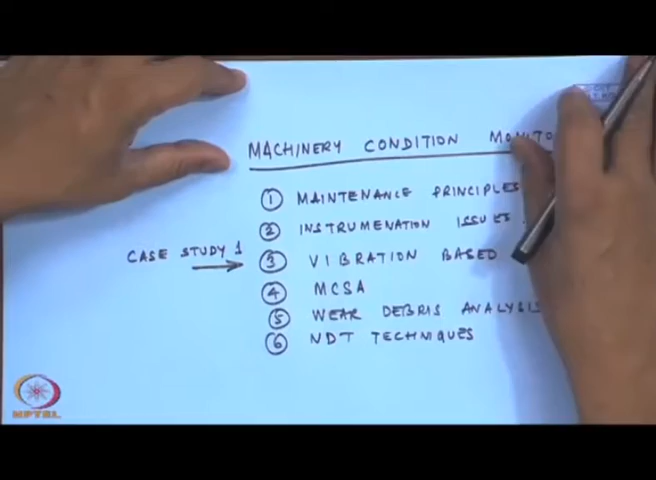 MACHINERY CONDITION MONITO
① MAINTENANCE PRINCIPLES
② INSTRUMENATION ISSUES
CASE STUDY 1 → ③ VIBRATION BASED
④ MCSA
⑤ WEAR DEBRIS ANALYSIS
⑥ NDT TECHNIQUES
NPTEL